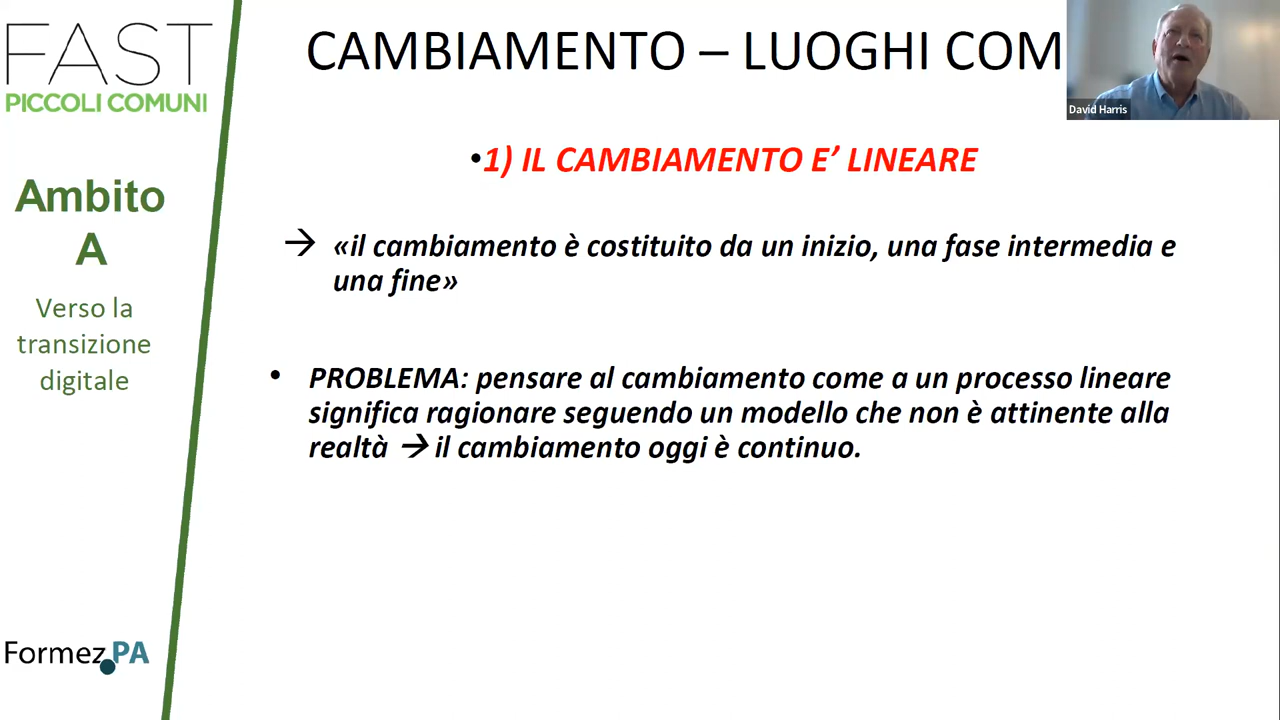 FAST
PICCOLI COMUNI
Ambito
A
Verso la
transizione
digitale
Formez PA
CAMBIAMENTO – LUOGHI COM
David Harris
•1) IL CAMBIAMENTO E’ LINEARE
→ «il cambiamento è costituito da un inizio, una fase intermedia e
una fine»
• PROBLEMA: pensare al cambiamento come a un processo lineare
significa ragionare seguendo un modello che non è attinente alla
realtà → il cambiamento oggi è continuo.